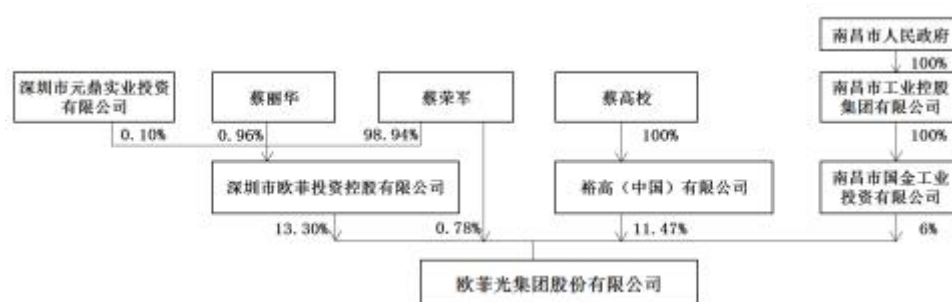 南昌市人民政府
100%
深圳市元鼎实业投资
有限公司
蔡丽华
蔡荣军
蔡高校
南昌市工业控股
集团有限公司
0.10%
0.96%
98.94%
100%
100%
深圳市欧菲投资控股有限公司
裕高（中国）有限公司
南昌市国金工业
投资有限公司
13.30%
0.78%
11.47%
6%
欧菲光集团股份有限公司